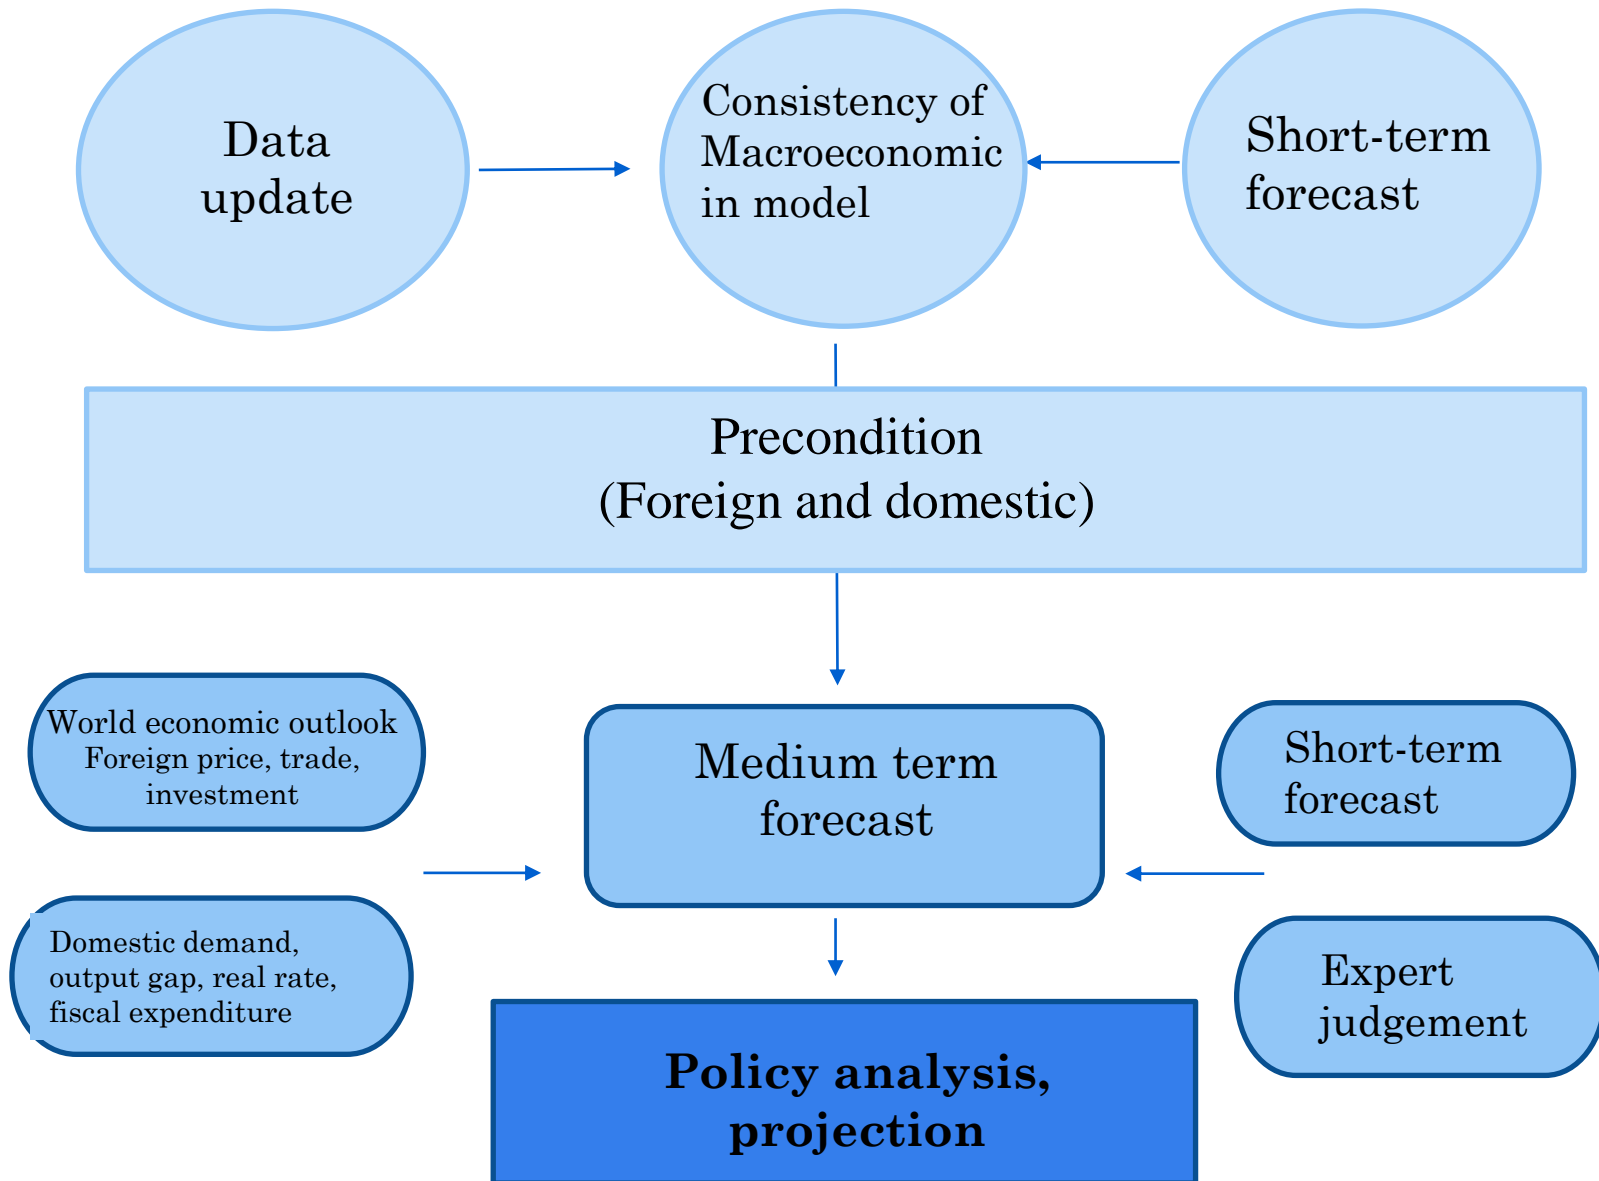 Data
update
Consistency of
Macroeconomic
in model
Short-term
forecast
Precondition
(Foreign and domestic)
World economic outlook
Foreign price, trade,
investment
Medium term
forecast
Short-term
forecast
Domestic demand,
output gap, real rate,
fiscal expenditure
Expert
judgement
Policy analysis,
projection